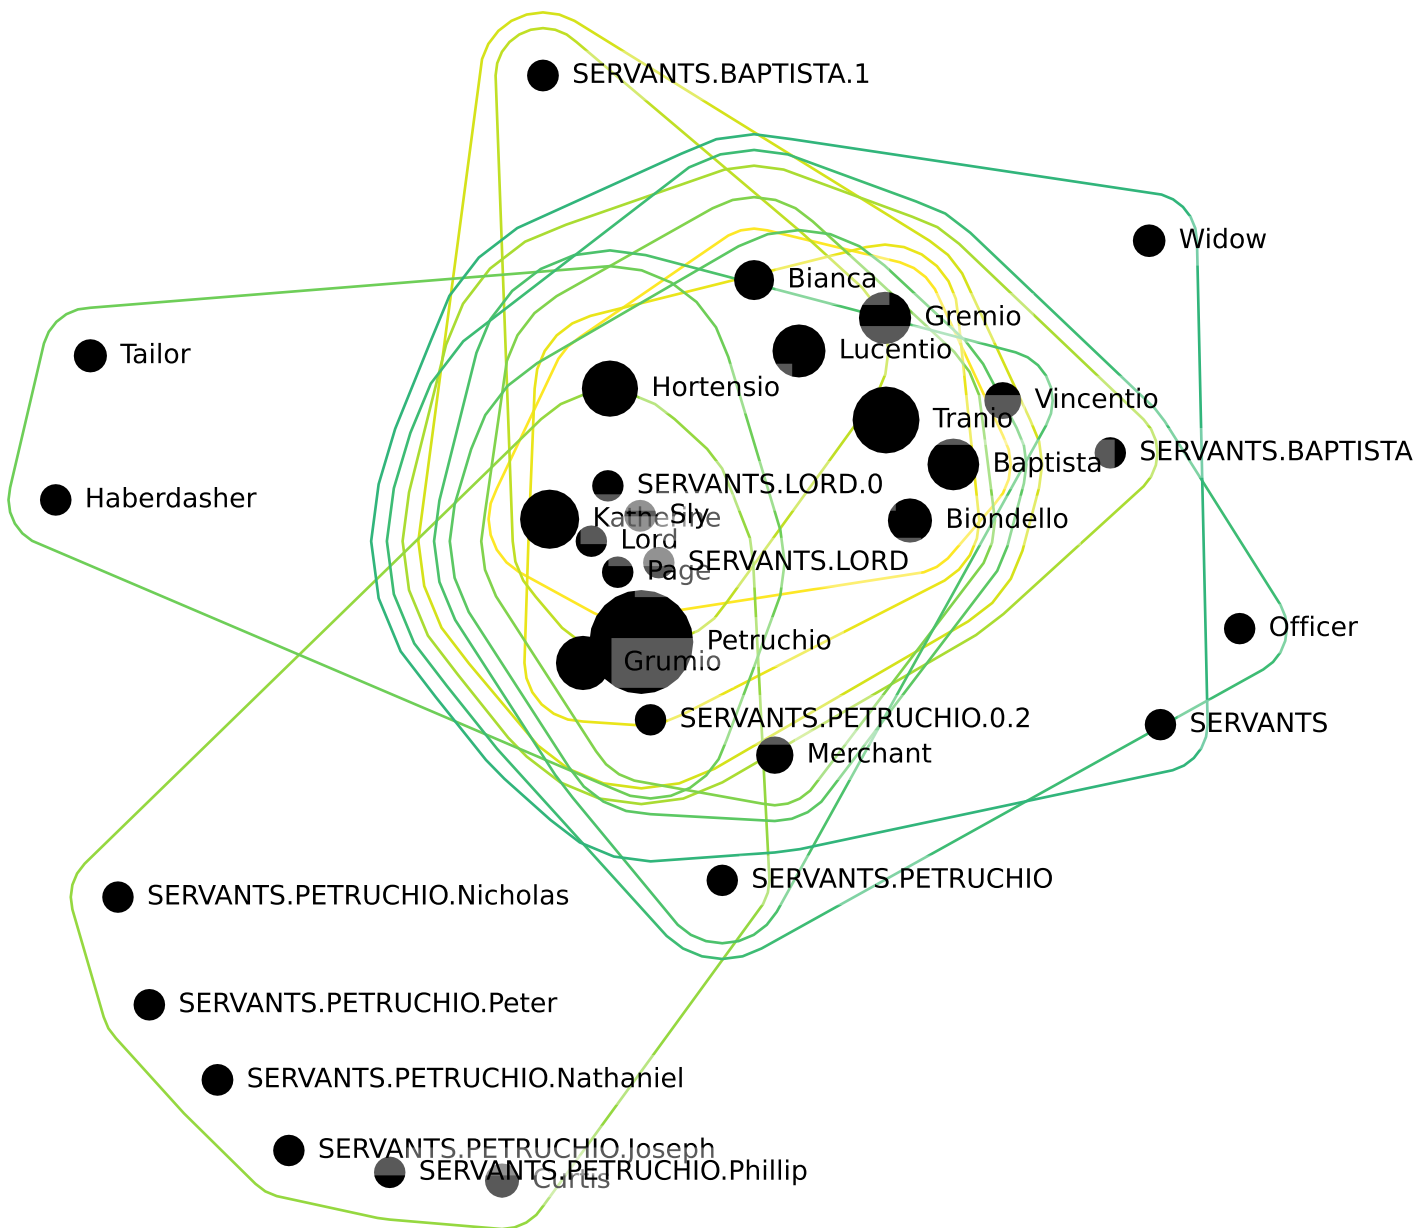 SERVANTS.BAPTISTA.1
Widow
Bianca
Gremio
Lucentio
Tailor
Hortensio
Vincentio
Tranio
SERVANTS.BAPTISTA
Baptista
SERVANTS.LORD.0
Haberdasher
Sly
Katherine
Biondello
Lord
SERVANTS.LORD
Page
Officer
Petruchio
Grumio
SERVANTS.PETRUCHIO.0.2
SERVANTS
Merchant
SERVANTS.PETRUCHIO
SERVANTS.PETRUCHIO.Nicholas
SERVANTS.PETRUCHIO.Peter
SERVANTS.PETRUCHIO.Nathaniel
SERVANTS.PETRUCHIO.Joseph
SERVANTS.PETRUCHIO.Phillip
Curtis